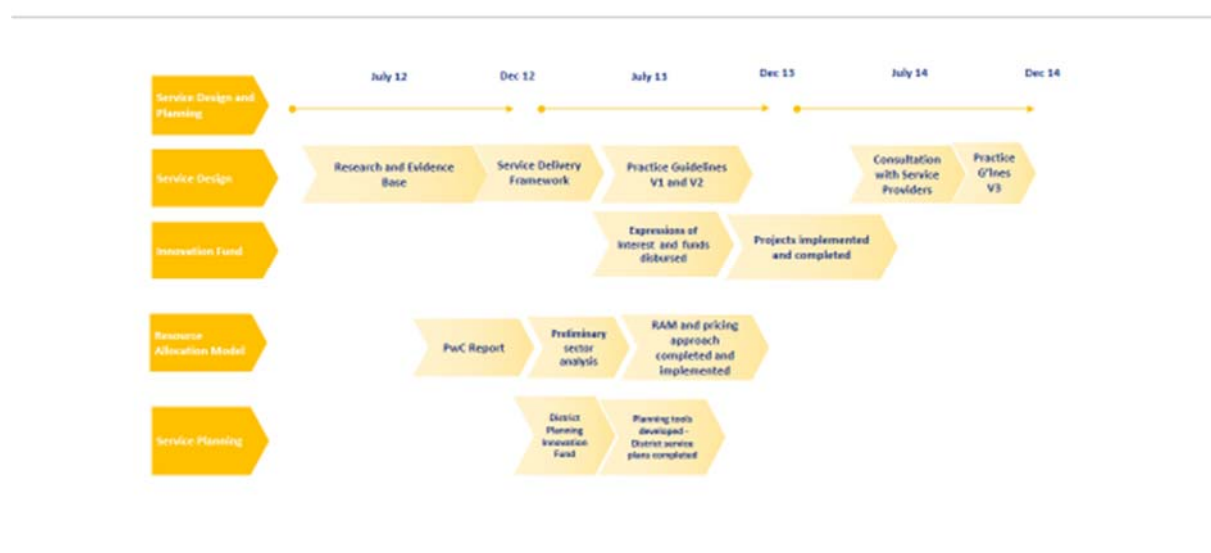 July 12
Dec 12
July 13
Dec 13
July 14
Dec 14
Service Design and
Planning
Service Design
Research and Evidence
Base
Service Delivery
Framework
Practice Guidelines
V1 and V2
Consultation
with Service
Providers
Practice
G'lnes
V3
Innovation Fund
Expressions of
interest and funds
disbursed
Projects implemented
and completed
Resource
Allocation Model
PwC Report
Preliminary
sector
analysis
RAM and pricing
approach
completed and
implemented
Service Planning
District
Planning
Innovation
Fund
Planning tools
developed -
District service
plans completed